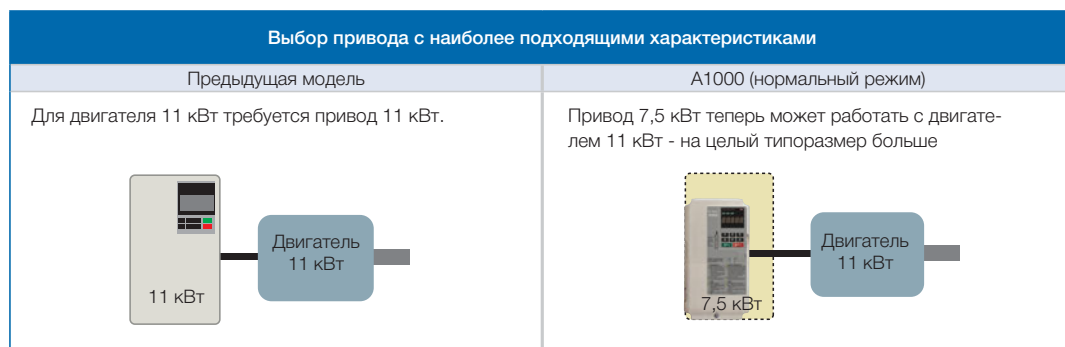 Выбор привода с наиболее подходящими характеристиками
Предыдущая модель
A1000 (нормальный режим)
Для двигателя 11 кВт требуется привод 11 кВт.
Привод 7,5 кВт теперь может работать с двигате-
лем 11 кВт - на целый типоразмер больше
Двигатель
11 кВт
11 кВт
Двигатель
11 кВт
7,5 кВт